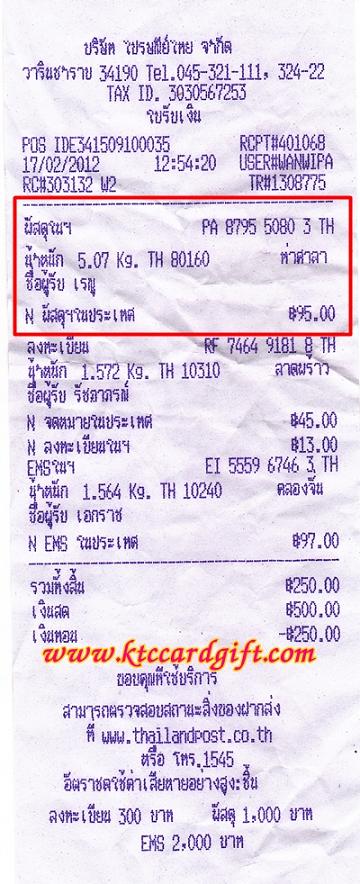 บริษัท ไปรษณีย์ไทย จำกัด
วารินชำราบ 34190 Tel.045-321-111, 324-22
TAX ID. 3030567253
ใบรับเงิน
POS IDE341509100035 RCPT#401068
17/02/2012 12:54:20 USER#WANWIPA
RC#303132 W2 TR#1308775
พัสดุในฯ PA 8795 5080 3 TH
น้ำหนัก 5.07 Kg. TH 80160 ท่าศาลา
ชื่อผู้รับ เรณู
N พัสดุฯในประเทศ ฿95.00
ลงทะเบียน RF 7464 9181 8 TH
น้ำหนัก 1.572 Kg. TH 10310 ลาดพร้าว
ชื่อผู้รับ รัชฎาภรณ์
N จดหมายในประเทศ ฿45.00
N ลงทะเบียนในฯ ฿13.00
EMSในฯ EI 5559 6746 3 TH
น้ำหนัก 1.564 Kg. TH 10240 คลองจั่น
ชื่อผู้รับ เอกราช
N EMS ในประเทศ ฿97.00
รวมทั้งสิ้น ฿250.00
เงินสด ฿500.00
เงินทอน -฿250.00
www.ktccardgift.com
ขอบคุณที่ใช้บริการ
สามารถตรวจสอบสถานะสิ่งของฝากส่ง
ที่ www.thailandpost.co.th
หรือ โทร.1545
อัตราชดใช้ค่าเสียหายอย่างสูง:ชิ้น
ลงทะเบียน 300 บาท พัสดุ 1,000 บาท
EMS 2,000 บาท